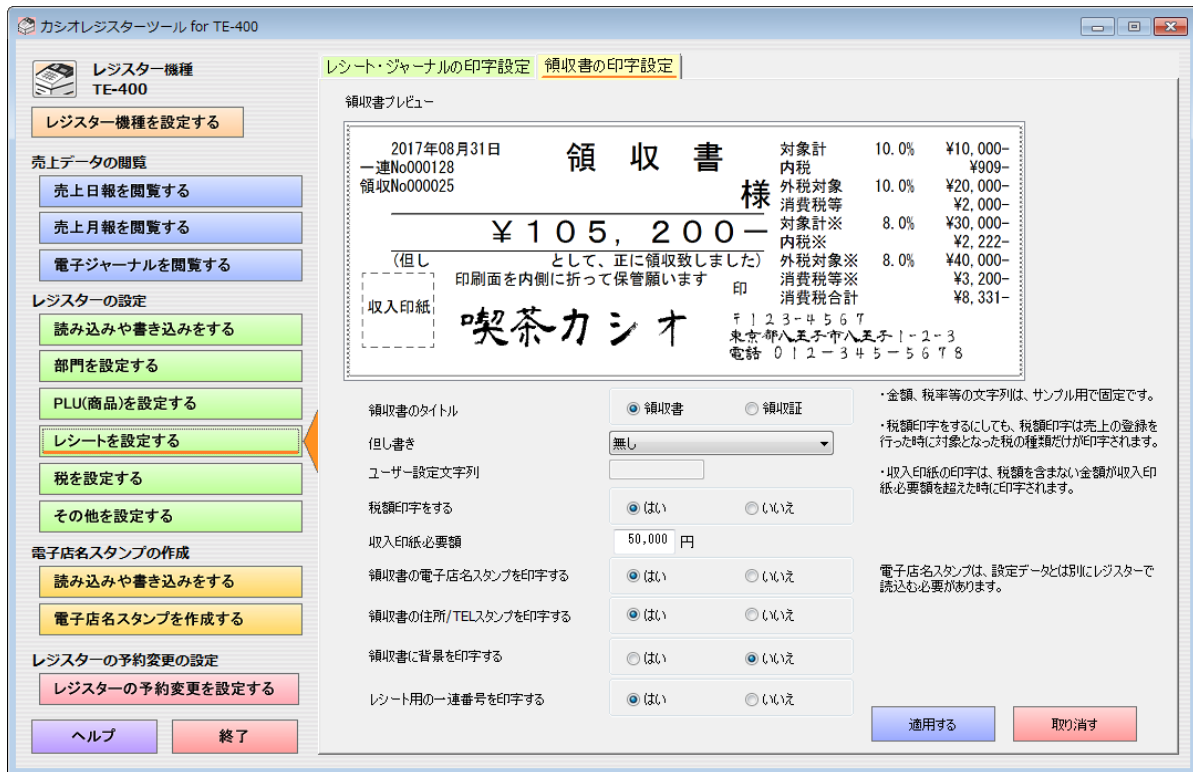 カシオレジスターツール for TE-400
レジスター機種
TE-400
レジスター機種を設定する
売上データの閲覧
売上日報を閲覧する
売上月報を閲覧する
電子ジャーナルを閲覧する
レジスターの設定
読み込みや書き込みをする
部門を設定する
PLU(商品)を設定する
レシートを設定する
税を設定する
その他を設定する
電子店名スタンプの作成
読み込みや書き込みをする
電子店名スタンプを作成する
レジスターの予約変更の設定
レジスターの予約変更を設定する
ヘルプ 終了
レシート・ジャーナルの印字設定 領収書の印字設定
領収書プレビュー
2017年08月31日
一連No000128
領収No000025
領 収 書
様
¥105,200-
(但し として、正に領収致しました)
印刷面を内側に折って保管願います
印
収入印紙
喫茶カシオ
〒123-4567
東京都八王子市八王子1-2-3
電話 012-345-5678
対象計 10.0% ¥10,000-
内税 ¥909-
外税対象 10.0% ¥20,000-
消費税等 ¥2,000-
対象計※ 8.0% ¥30,000-
内税※ ¥2,222-
外税対象※ 8.0% ¥40,000-
消費税等※ ¥3,200-
消費税合計 ¥8,331-
領収書のタイトル 領収書 領収証
但し書き 無し
ユーザー設定文字列
税額印字をする はい いいえ
収入印紙必要額 50,000 円
領収書の電子店名スタンプを印字する はい いいえ
領収書の住所/TELスタンプを印字する はい いいえ
領収書に背景を印字する はい いいえ
レシート用の一連番号を印字する はい いいえ
・金額、税率等の文字列は、サンプル用で固定です。
・税額印字をするにしても、税額印字は売上の登録を
行った時に対象となった税の種類だけが印字されます。
・収入印紙の印字は、税額を含まない金額が収入印
紙必要額を超えた時に印字されます。
電子店名スタンプは、設定データとは別にレジスターで
読込む必要があります。
適用する 取り消す